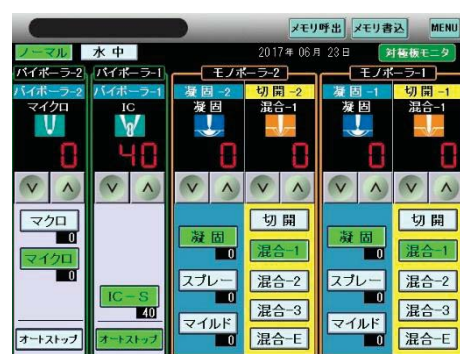 メモリ呼出 メモリ書込 MENU
ノーマル 水中 2017年 06月 23日 対極板モニタ
バイポーラ-2 バイポーラ-1 モノポーラ-2 モノポーラ-1
バイポーラ-2 バイポーラ-1 凝固-2 切開-2 凝固-1 切開-1
マイクロ IC 凝固 混合-1 凝固 混合-1
0 40 0 0 0 0
∨ ∧ ∨ ∧ ∨ ∧ ∨ ∧ ∨ ∧ ∨ ∧
マクロ 切開 切開
0
凝固 凝固
0 0
マイクロ 混合-1 混合-1
0
スプレー 混合-2 スプレー 混合-2
0 0
IC-S
40
混合-3 混合-3
マイルド マイルド
0 0
オートストップ オートストップ 混合-E 混合-E